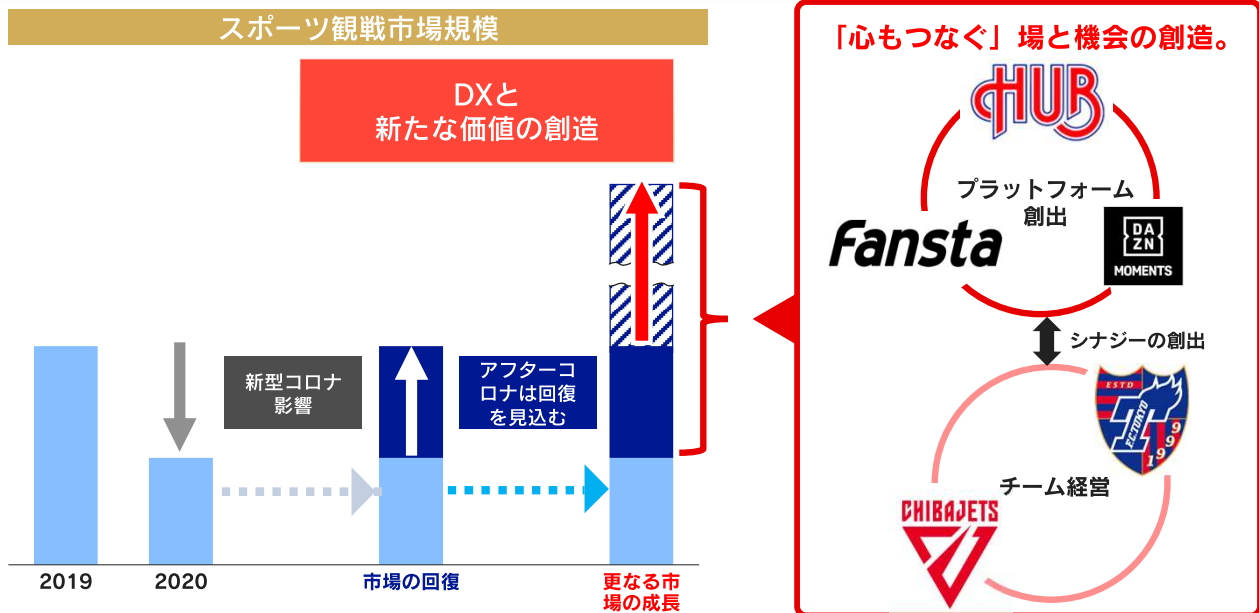 スポーツ観戦市場規模
DXと
新たな価値の創造
新型コロナ
影響
アフターコ
ロナは回復
を見込む
2019
2020
市場の回復
更なる市
場の成長
「心もつなぐ」場と機会の創造。
HUB
プラットフォーム
創出
Fansta
DA
ZN
MOMENTS
シナジーの創出
ESTD
F.C.TOKYO
1999
チーム経営
CHIBAJETS